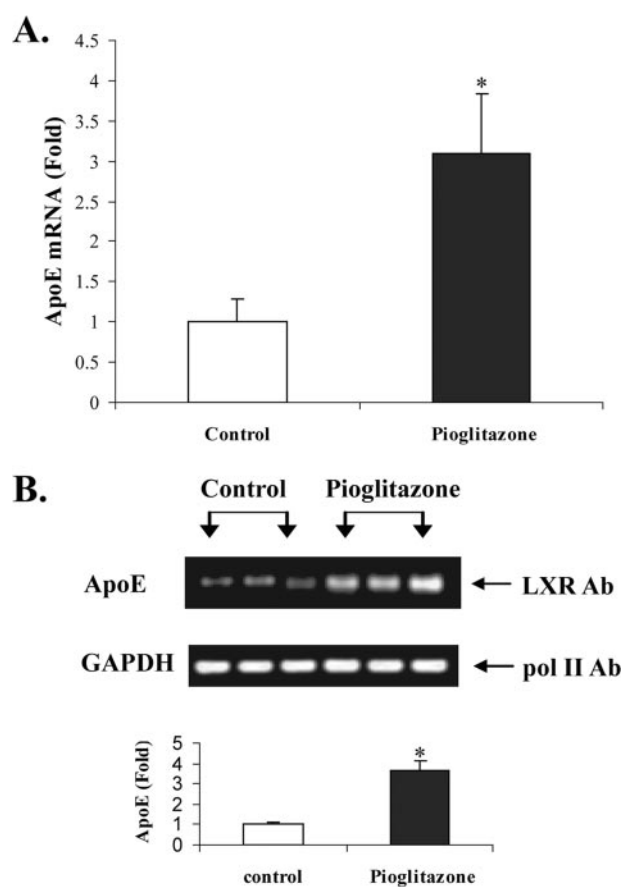 A.
4.5
4
3.5
3
2.5
2
1.5
1
0.5
0
ApoE mRNA (Fold)
*
Control Pioglitazone
B.
Control Pioglitazone
ApoE LXR Ab
GAPDH pol II Ab
5
4
3
2
1
0
ApoE (Fold)
*
control Pioglitazone